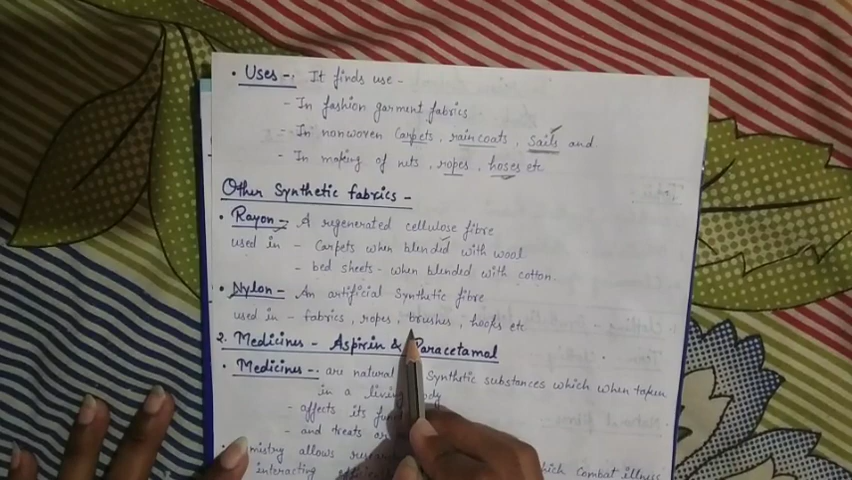 • Uses -. It finds use -
- In fashion garment fabrics
- In nonwoven carpets, raincoats, sails and
- In making of nets, ropes, hoses etc
Other Synthetic fabrics -
• Rayon - A regenerated cellulose fibre
used in - Carpets when blended with wool
- bed sheets - when blended with cotton.
• Nylon - An artificial synthetic fibre
used in - fabrics, ropes, brushes, hooks etc
2. Medicines - Aspirin & Paracetamol
• Medicines -. are natural Synthetic substances which when taken
in a living body
- affects its
- and treats
allows
interacting which combat illness